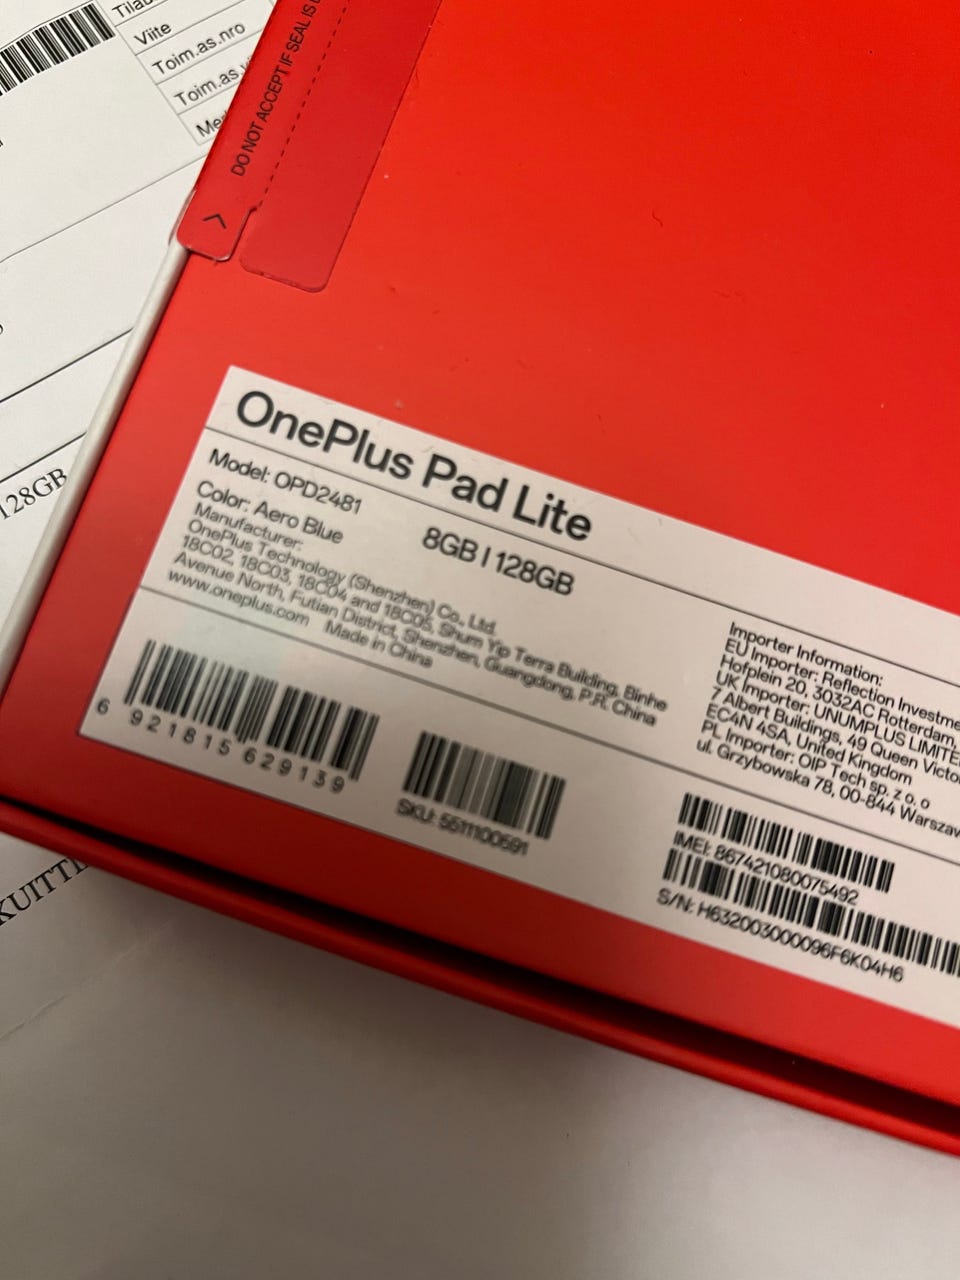 Viite
Toim.as.nro
Toim.as.
DO NOT ACCEPT IF SEAL IS
128GB
OnePlus Pad Lite
Model: OPD2481
Color: Aero Blue
8GB | 128GB
Manufacturer:
OnePlus Technology (Shenzhen) Co., Ltd.
18C02, 18C03, 18C04 and 18C05, Shum Yip Terra Building, Binhe
Avenue North, Futian District, Shenzhen, Guangdong, P.R. China
www.oneplus.com Made in China
Importer Information:
EU Importer: Reflection Investme
Hofplein 20, 3032AC Rotterdam,
UK Importer: UNUMPLUS LIMITE
7 Albert Buildings, 49 Queen Victo
EC4N 4SA, United Kingdom
PL Importer: OIP Tech sp. z o. o
ul. Grzybowska 78, 00-844 Warszaw
6 921815 629139
SKU: 5511100591
IMEI: 867421080075492
S/N: H632003000096F6K04H6
KUITT